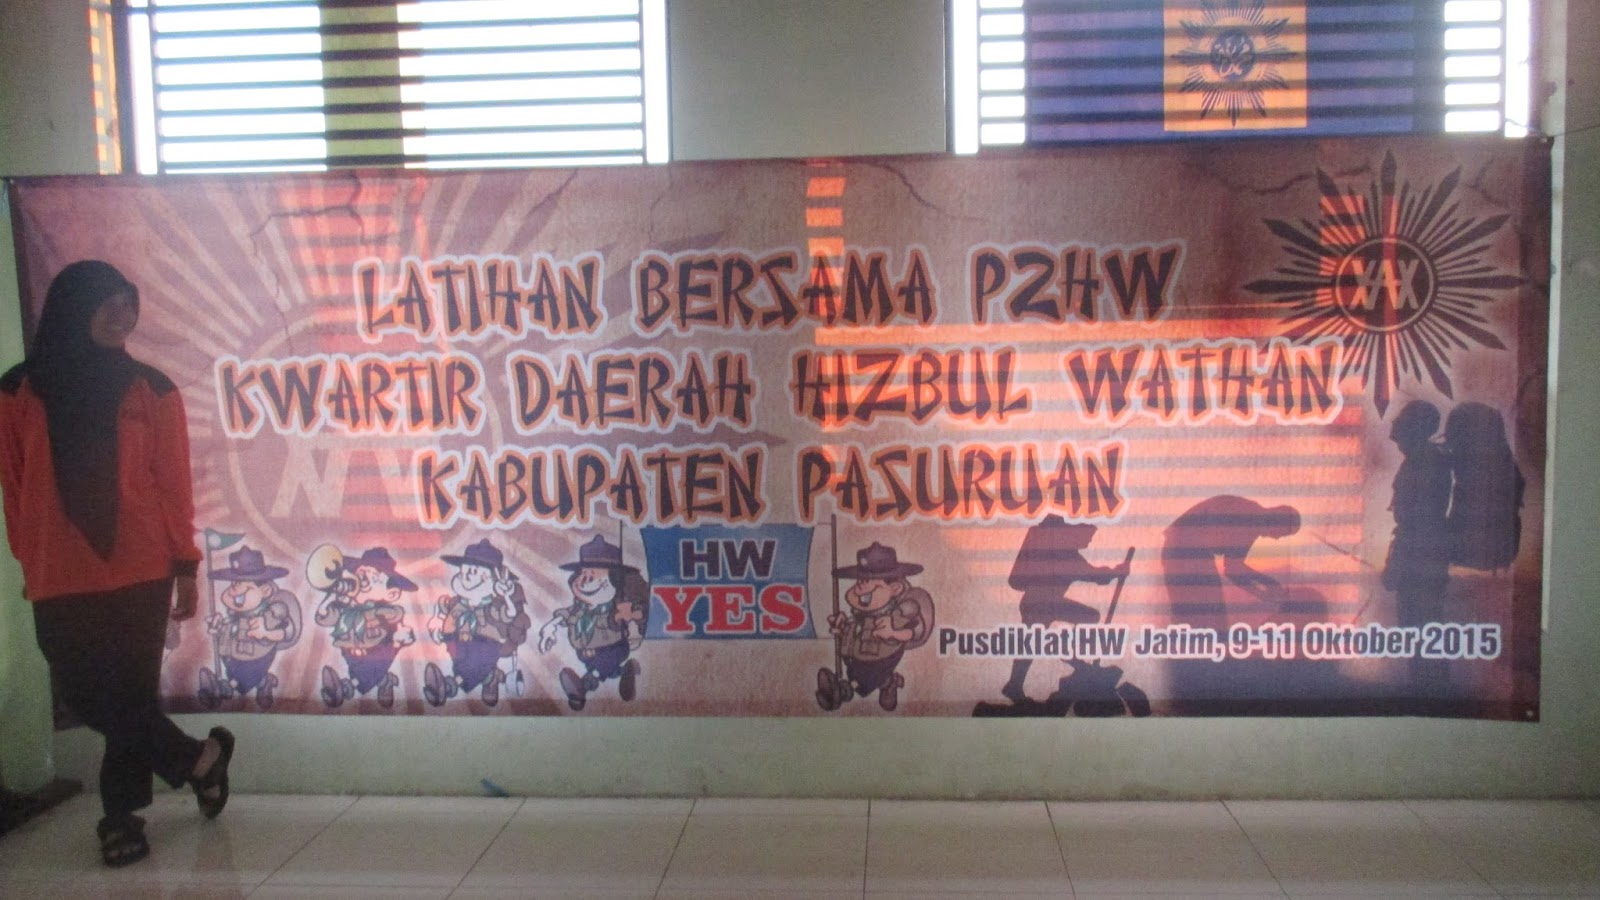 LATIHAN BERSAMA P2HW
KWARTIR DAERAH HIZBUL WATHAN
KABUPATEN PASURUAN
HW
YES
Pusdiklat HW Jatim, 9-11 Oktober 2015